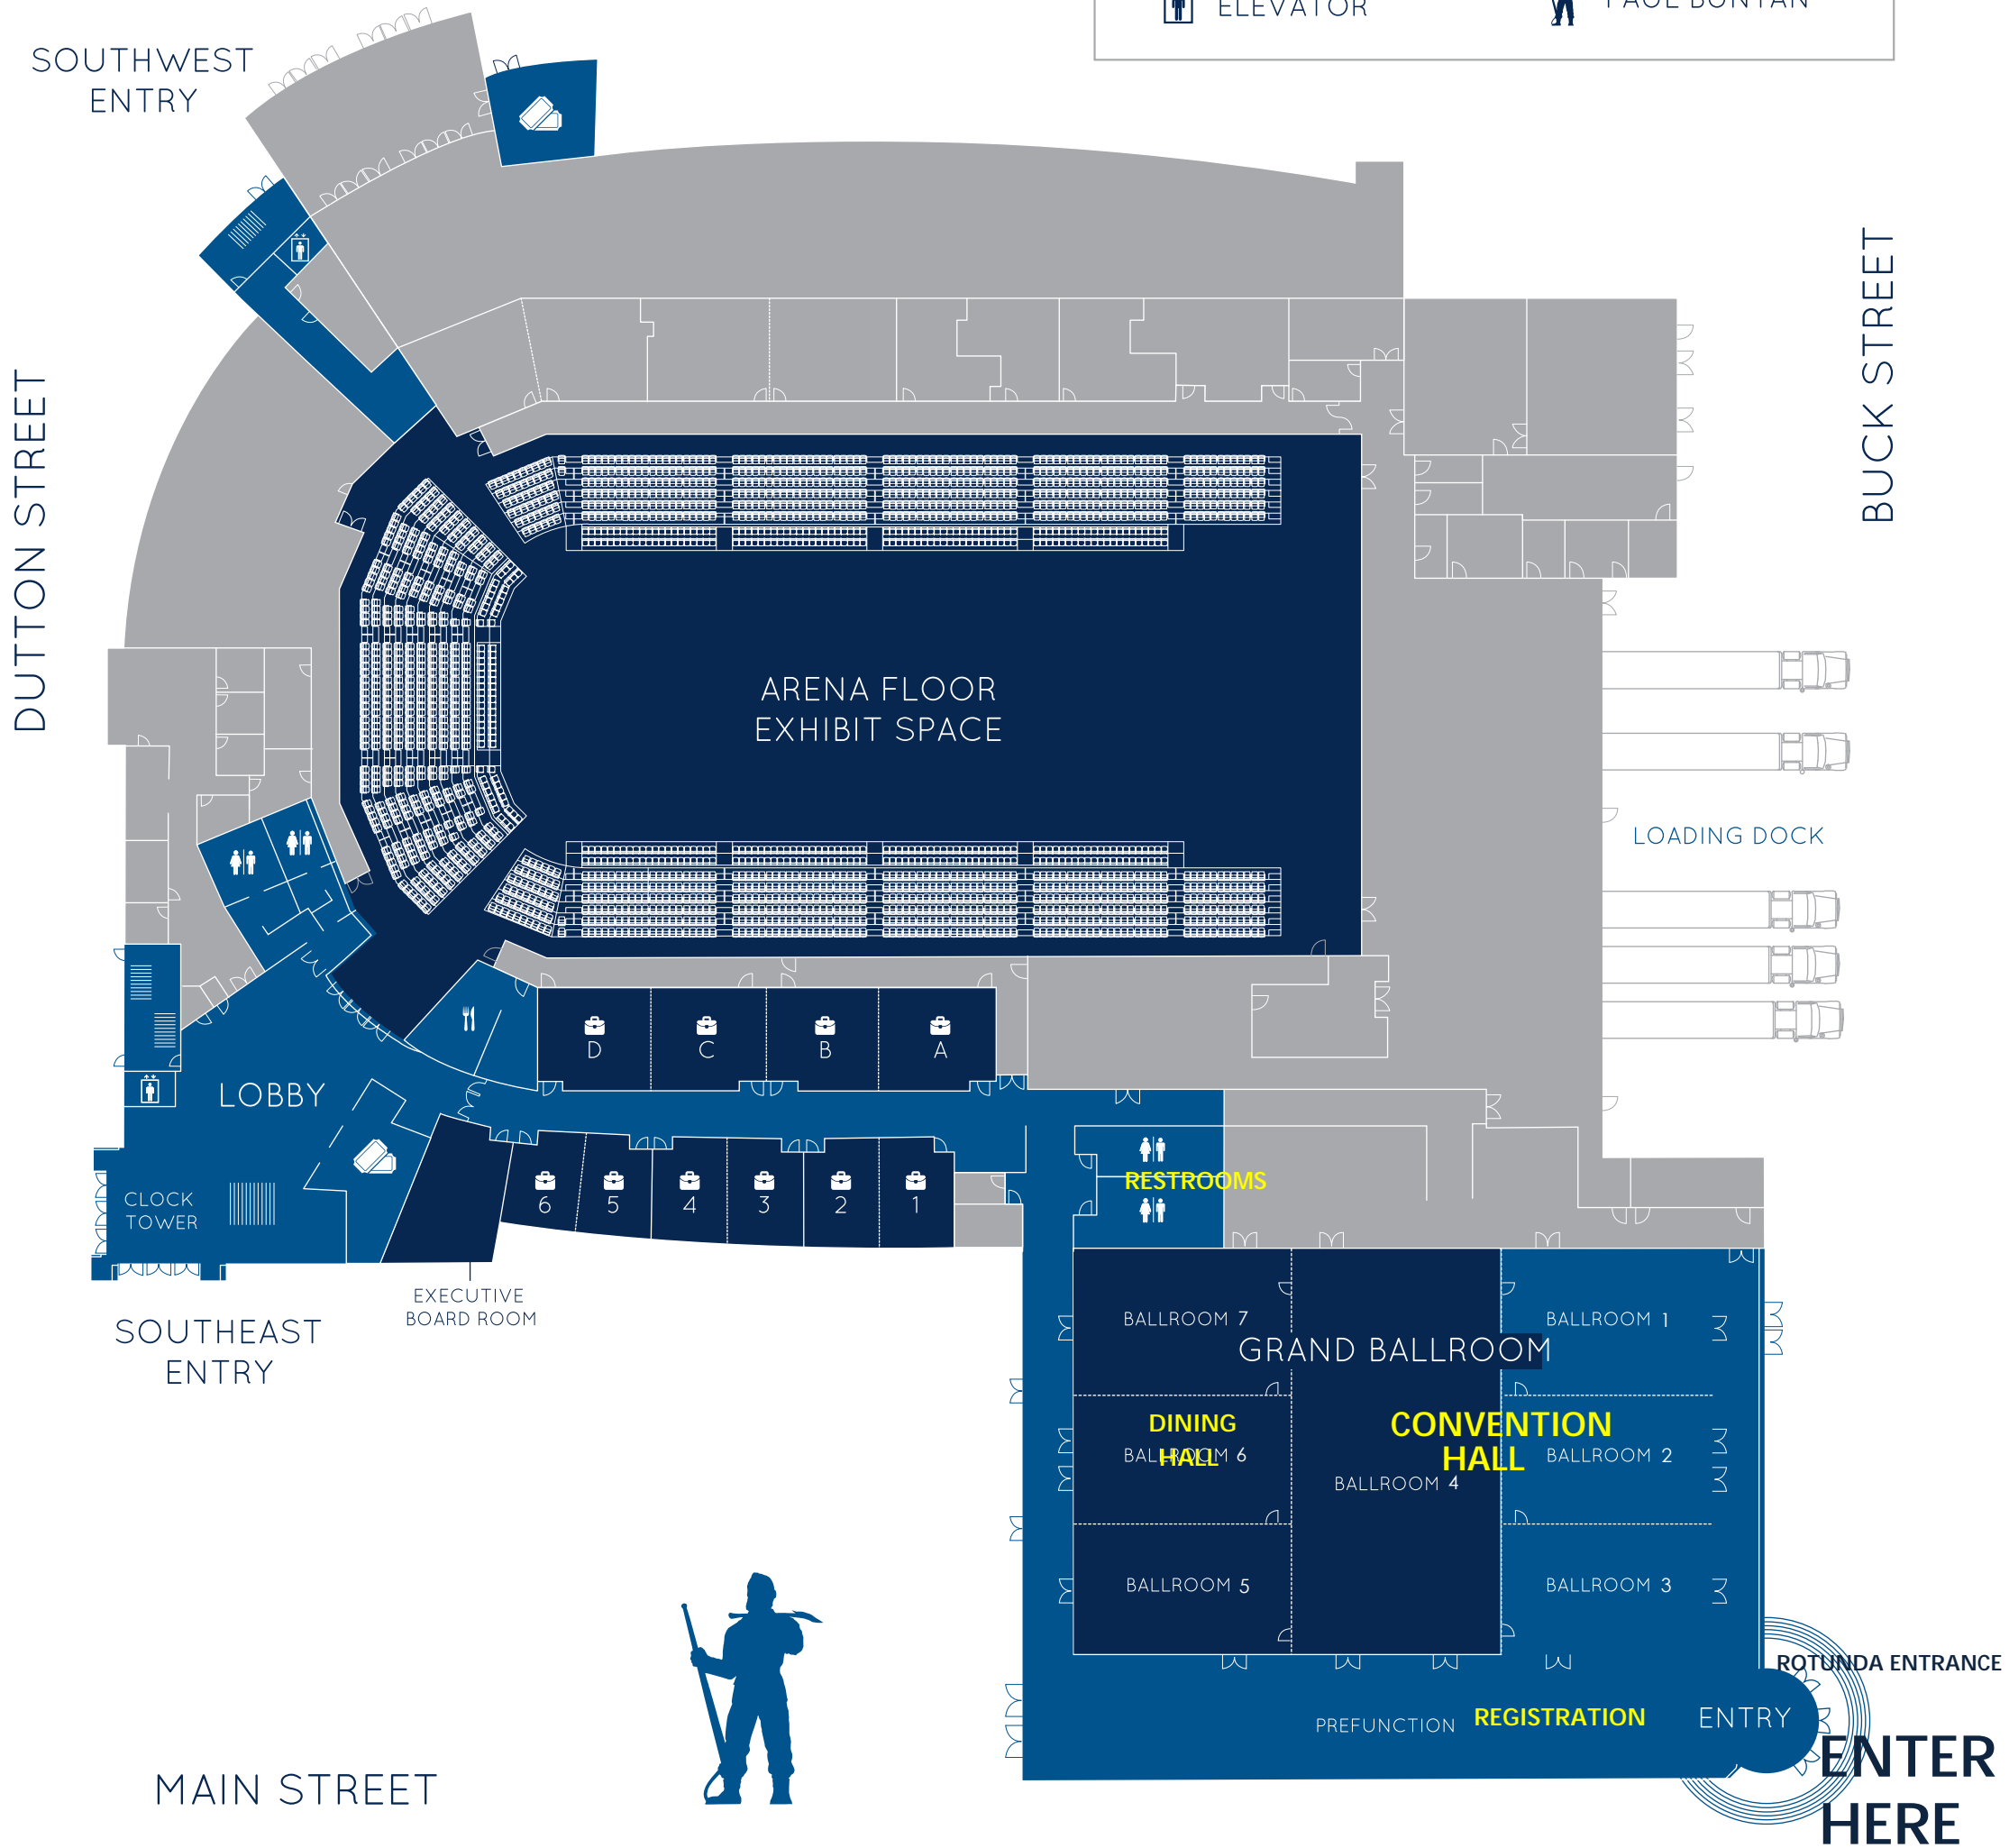 ELEVATOR
PAUL BUNYAN
SOUTHWEST
ENTRY
BUCK STREET
DUTTON STREET
ARENA FLOOR
EXHIBIT SPACE
LOADING DOCK
D
C
B
A
LOBBY
RESTROOMS
6
5
4
3
2
1
CLOCK
TOWER
EXECUTIVE
BOARD ROOM
SOUTHEAST
ENTRY
BALLROOM 7
BALLROOM 1
GRAND BALLROOM
DINING
HALL
CONVENTION
HALL
BALLROOM 6
BALLROOM 2
BALLROOM 4
BALLROOM 5
BALLROOM 3
ROTUNDA ENTRANCE
PREFUNCTION
REGISTRATION
ENTRY
ENTER
HERE
MAIN STREET